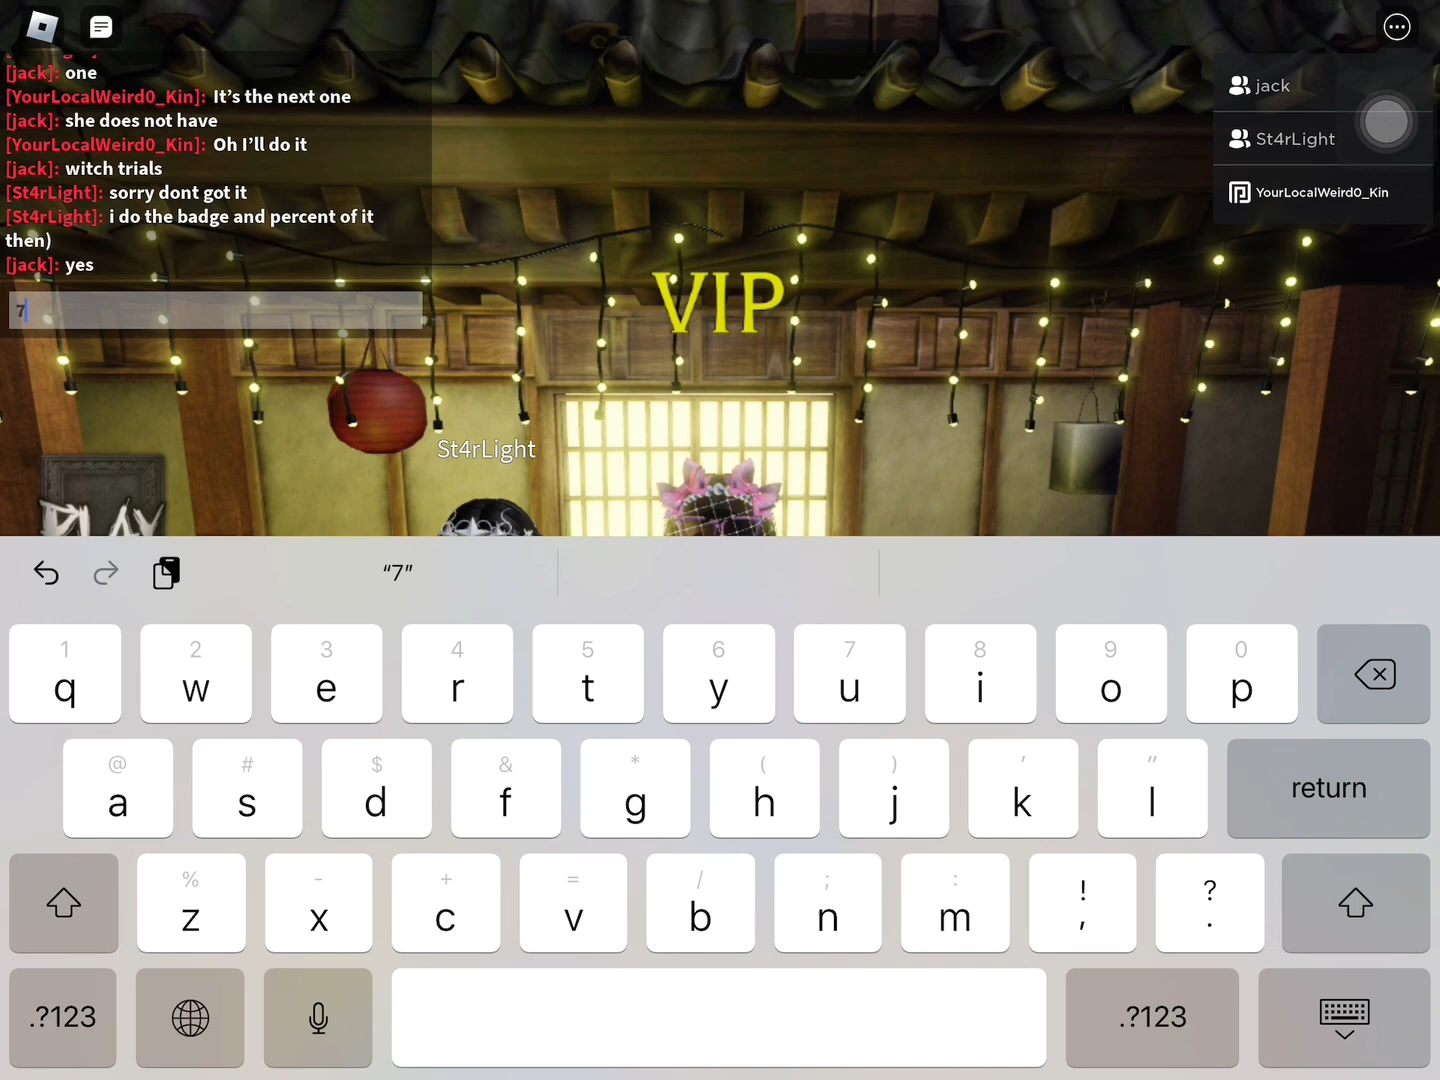 [jack]: one
[YourLocalWeird0_Kin]: It’s the next one
[jack]: she does not have
[YourLocalWeird0_Kin]: Oh I’ll do it
[jack]: witch trials
[St4rLight]: sorry dont got it
[St4rLight]: i do the badge and percent of it
then)
[jack]: yes
7
jack
St4rLight
YourLocalWeird0_Kin
VIP
St4rLight
PLAY
“7”
1 2 3 4 5 6 7 8 9 0
q w e r t y u i o p
@ # $ & * ( ) ’ ”
a s d f g h j k l return
% - + = / ; : ! ?
z x c v b n m , .
.?123 .?123